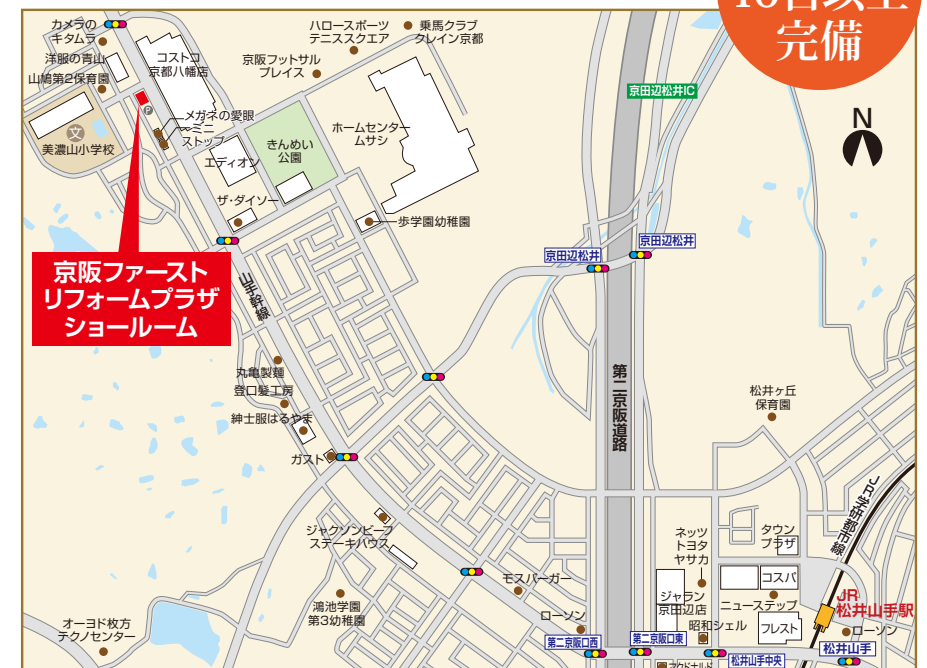 完備
カメラの
キタムラ
洋服の青山
山鳩第2保育園
コストコ
京都八幡店
ハロースポーツ
テニススクエア
乗馬クラブ
クレイン京都
京阪フットサル
プレイス
京田辺松井IC
N
P
文
美濃山小学校
メガネの愛眼
ミニ
ストップ
エディオン
きんめい
公園
ホームセンター
ムサシ
ザ・ダイソー
歩学園幼稚園
京阪ファースト
リフォームプラザ
ショールーム
京田辺松井
京田辺松井
山手幹線
丸亀製麺
登口髪工房
紳士服はるやま
ガスト
第二京阪道路
松井ヶ丘
保育園
JR学研都市線
ジャクソンビーフ
ステーキハウス
モスバーガー
ローソン
鴻池学園
第3幼稚園
オーヨド枚方
テクノセンター
ネッツ
トヨタ
ヤサカ
タウン
プラザ
コスパ
ジャラン
京田辺店
ニューステップ
昭和シェル
フレスト
JR
松井山手駅
ローソン
第二京阪口西
第二京阪口東
松井山手中央
松井山手
マクドナルド